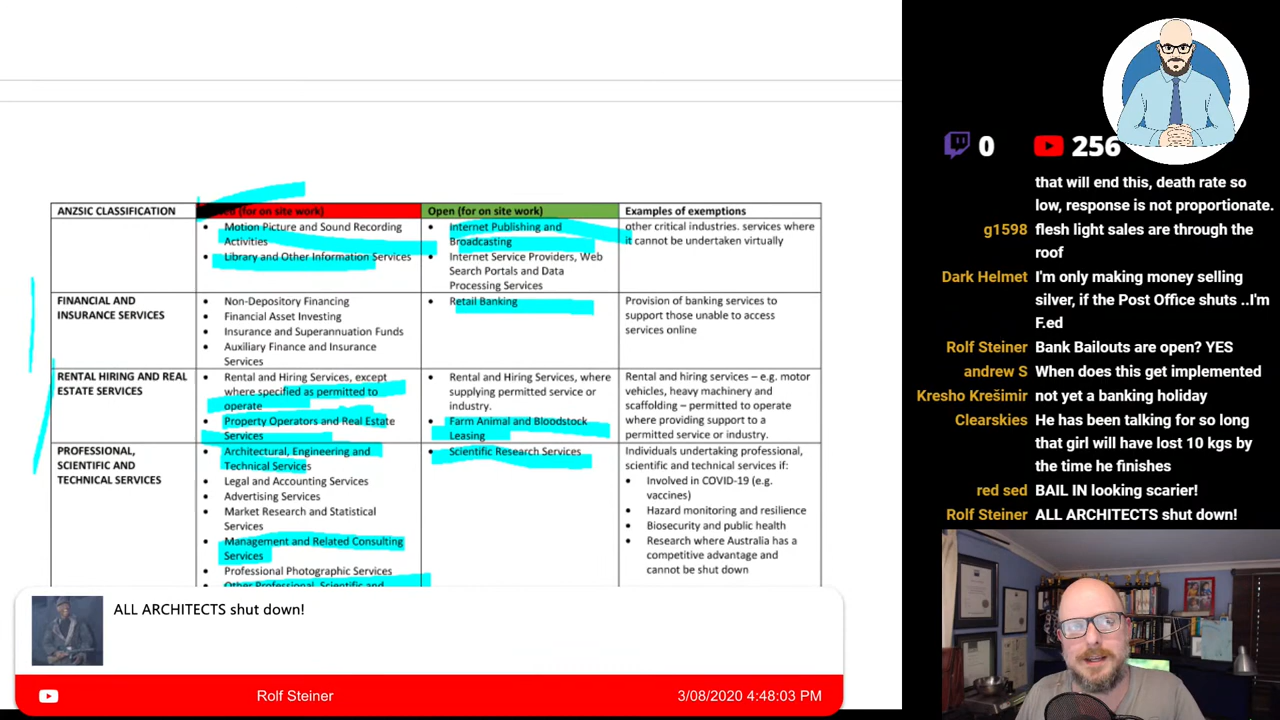 ANZSIC CLASSIFICATION
(for on site work)
Open (for on site work)
Examples of exemptions
Motion Picture and Sound Recording
Activities
Library and Other Information Services
Internet Publishing and
Broadcasting
Internet Service Providers, Web
Search Portals and Data
Processing Services
other critical industries. services where
it cannot be undertaken virtually
FINANCIAL AND
INSURANCE SERVICES
Non-Depository Financing
Financial Asset Investing
Insurance and Superannuation Funds
Auxiliary Finance and Insurance
Services
Retail Banking
Provision of banking services to
support those unable to access
services online
RENTAL HIRING AND REAL
ESTATE SERVICES
Rental and Hiring Services, except
where specified as permitted to
operate
Property Operators and Real Estate
Services
Rental and Hiring Services, where
supplying permitted service or
industry.
Farm Animal and Bloodstock
Leasing
Rental and hiring services – e.g. motor
vehicles, heavy machinery and
scaffolding – permitted to operate
where providing support to a
permitted service or industry.
PROFESSIONAL,
SCIENTIFIC AND
TECHNICAL SERVICES
Architectural, Engineering and
Technical Services
Legal and Accounting Services
Advertising Services
Market Research and Statistical
Services
Management and Related Consulting
Services
Professional Photographic Services
Other Professional, Scientific and
Scientific Research Services
Individuals undertaking professional,
scientific and technical services if:
Involved in COVID-19 (e.g.
vaccines)
Hazard monitoring and resilience
Biosecurity and public health
Research where Australia has a
competitive advantage and
cannot be shut down
0 256
that will end this, death rate so
low, response is not proportionate.
g1598 flesh light sales are through the
roof
Dark Helmet I'm only making money selling
silver, if the Post Office shuts ..I'm
F.ed
Rolf Steiner Bank Bailouts are open? YES
andrew S When does this get implemented
Kresho Krešimir not yet a banking holiday
Clearskies He has been talking for so long
that girl will have lost 10 kgs by
the time he finishes
red sed BAIL IN looking scarier!
Rolf Steiner ALL ARCHITECTS shut down!
ALL ARCHITECTS shut down!
Rolf Steiner 3/08/2020 4:48:03 PM